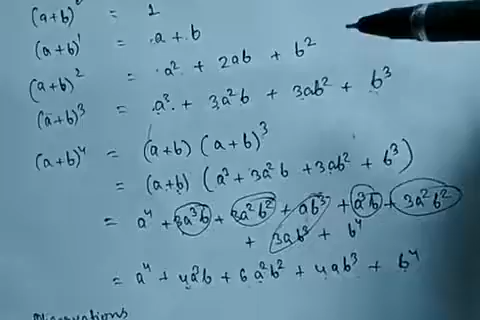 (a+b)⁰ = 1
(a+b)¹ = a + b
(a+b)² = a² + 2ab + b²
(a+b)³ = a³ + 3a²b + 3ab² + b³
(a+b)⁴ = (a+b) (a+b)³
= (a+b) (a³ + 3a²b + 3ab² + b³)
= a⁴ + 3a³b + 3a²b² + ab³ + a³b + 3a²b²
+ 3ab³ + b⁴
= a⁴ + 4a³b + 6a²b² + 4ab³ + b⁴
Observations